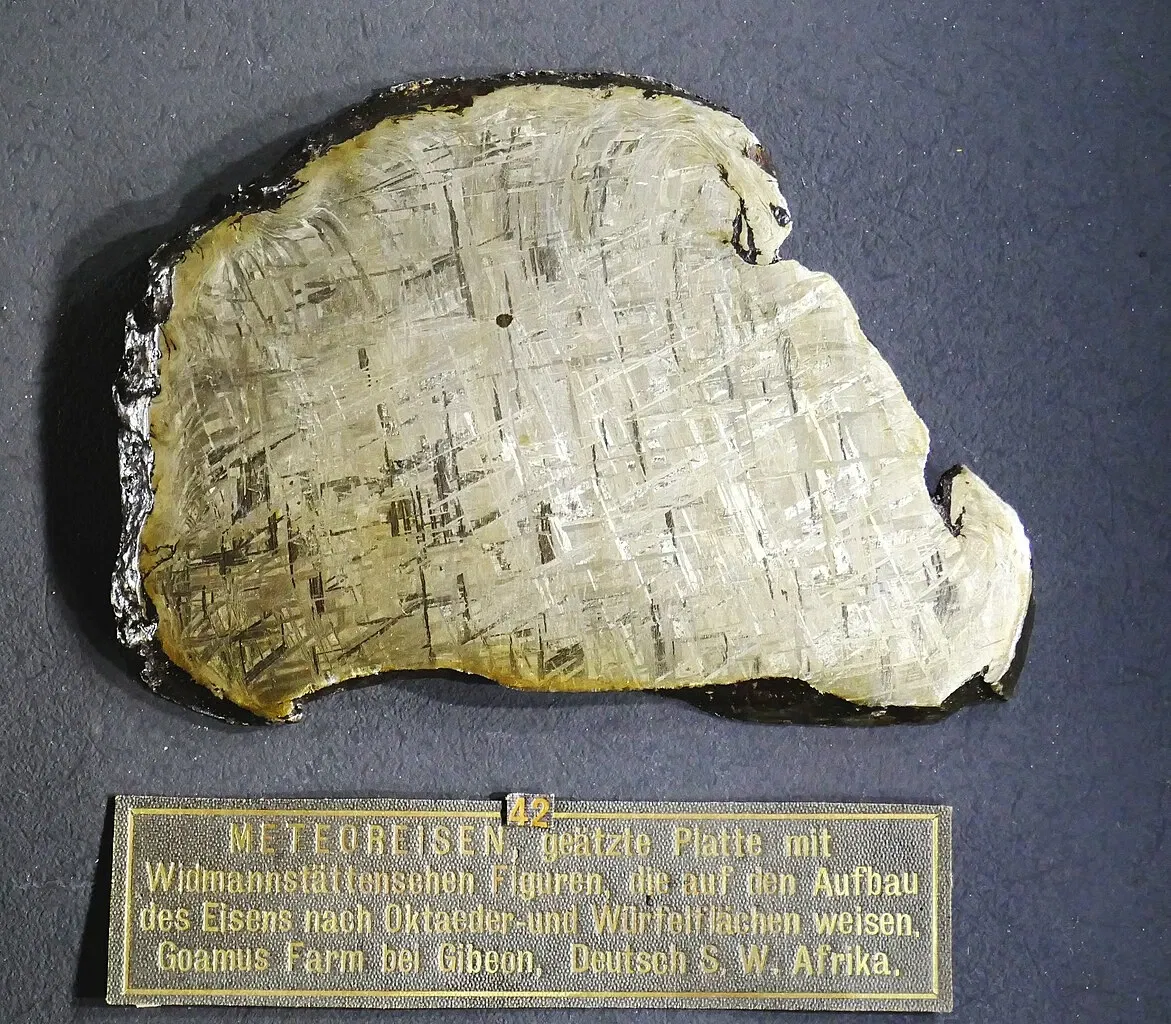 42
METEOREISEN, geätzte Platte mit
Widmannstättenschen Figuren, die auf den Aufbau
des Eisens nach Oktaeder-und Würfelflächen weisen.
Goamus Farm bei Gibeon, Deutsch S. W. Afrika.